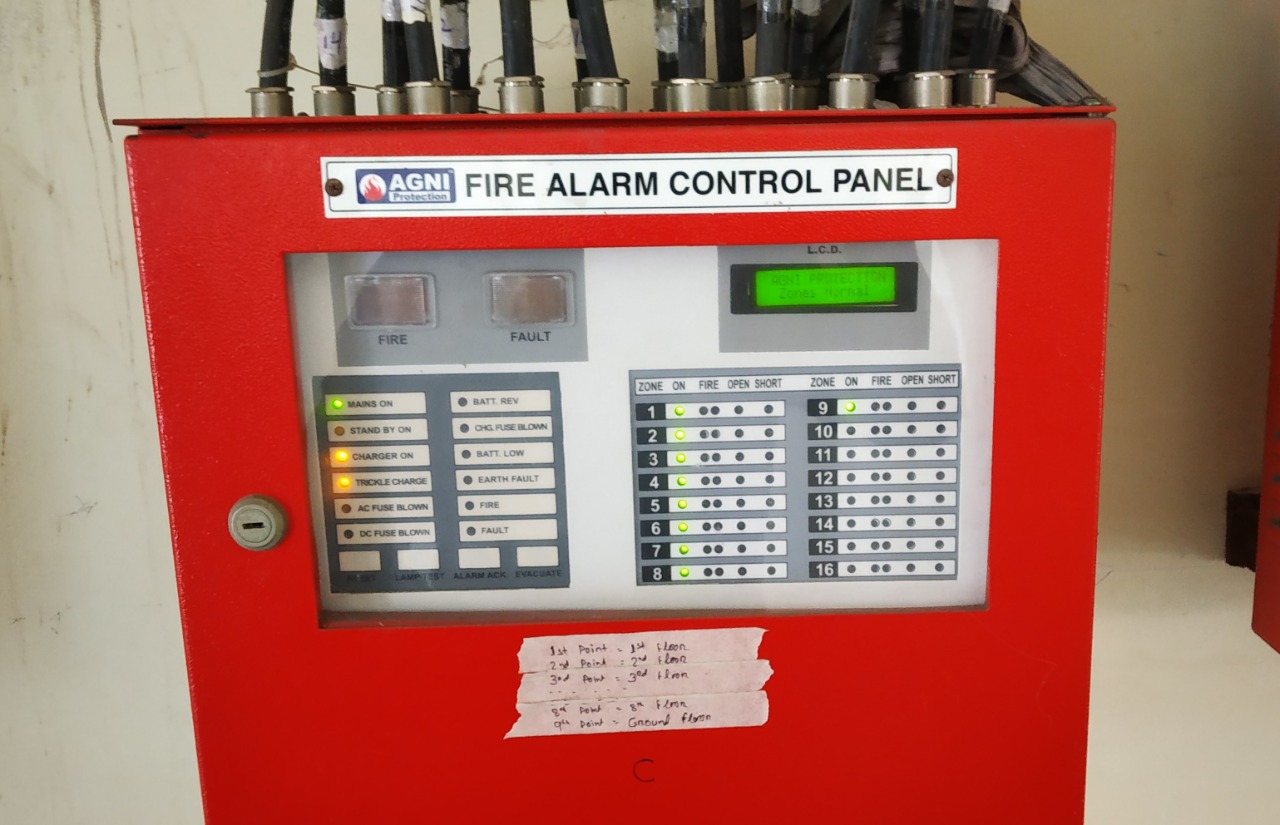 AGNI
Protection
FIRE ALARM CONTROL PANEL
L.C.D.
AGNI PROTECTION
Zones Normal
FIRE
FAULT
MAINS ON
STAND BY ON
CHARGER ON
TRICKLE CHARGE
AC FUSE BLOWN
DC FUSE BLOWN
BATT. REV
CHG. FUSE BLOWN
BATT. LOW
EARTH FAULT
FIRE
FAULT
RESET LAMP TEST ALARM ACK. EVACUATE
ZONE ON FIRE OPEN SHORT
1
2
3
4
5
6
7
8
ZONE ON FIRE OPEN SHORT
9
10
11
12
13
14
15
16
1st Point = 1st Floor
2nd Point = 2nd Floor
3rd Point = 3rd Floor
8th Point = 8th Floor
9th Point = Ground Floor
C